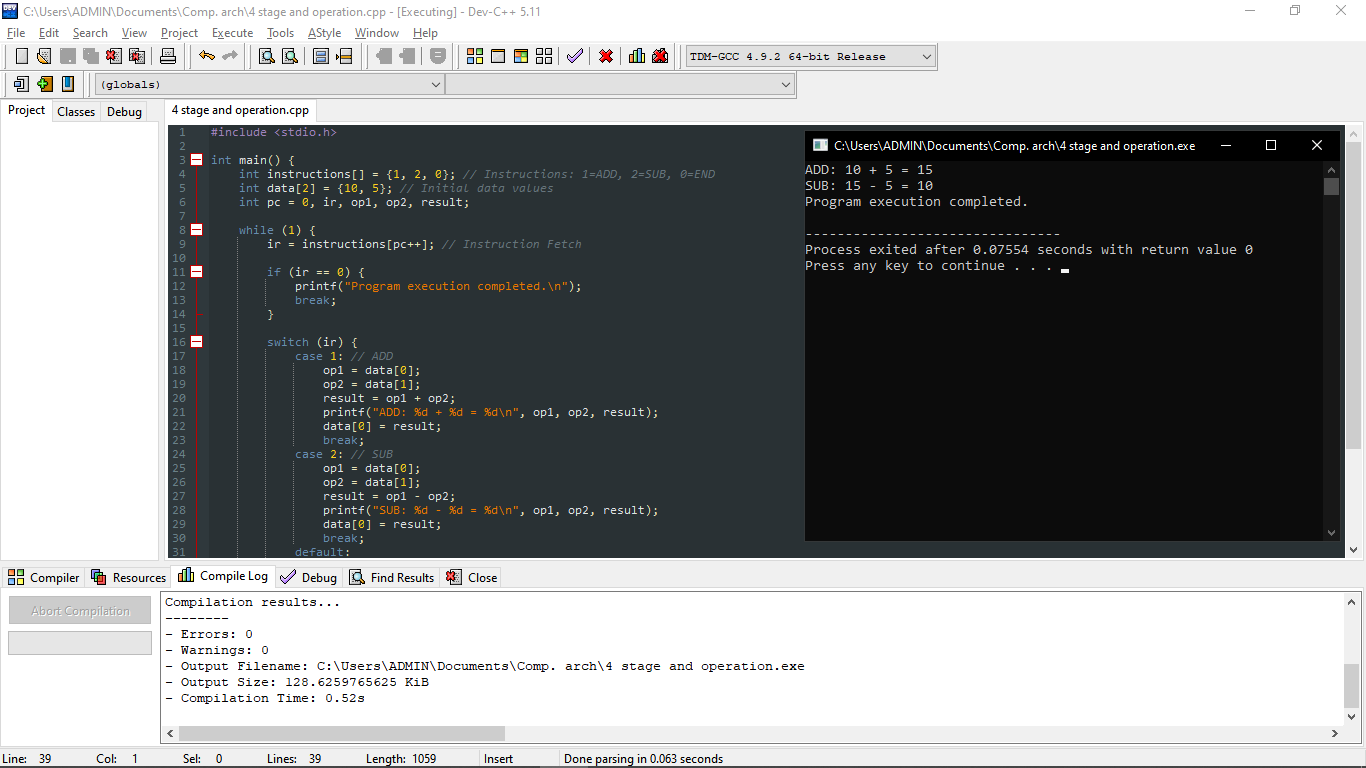 C:\Users\ADMIN\Documents\Comp. arch\4 stage and operation.cpp - [Executing] - Dev-C++ 5.11
File Edit Search View Project Execute Tools AStyle Window Help
TDM-GCC 4.9.2 64-bit Release
(globals)
Project Classes Debug
4 stage and operation.cpp
1 #include <stdio.h>
2
3 int main() {
4 int instructions[] = {1, 2, 0}; // Instructions: 1=ADD, 2=SUB, 0=END
5 int data[2] = {10, 5}; // Initial data values
6 int pc = 0, ir, op1, op2, result;
7
8 while (1) {
9 ir = instructions[pc++]; // Instruction Fetch
10
11 if (ir == 0) {
12 printf("Program execution completed.\n");
13 break;
14 }
15
16 switch (ir) {
17 case 1: // ADD
18 op1 = data[0];
19 op2 = data[1];
20 result = op1 + op2;
21 printf("ADD: %d + %d = %d\n", op1, op2, result);
22 data[0] = result;
23 break;
24 case 2: // SUB
25 op1 = data[0];
26 op2 = data[1];
27 result = op1 - op2;
28 printf("SUB: %d - %d = %d\n", op1, op2, result);
29 data[0] = result;
30 break;
31 default:
C:\Users\ADMIN\Documents\Comp. arch\4 stage and operation.exe
ADD: 10 + 5 = 15
SUB: 15 - 5 = 10
Program execution completed.
--------------------------------
Process exited after 0.07554 seconds with return value 0
Press any key to continue . . .
Compiler Resources Compile Log Debug Find Results Close
Abort Compilation
Compilation results...
--------
- Errors: 0
- Warnings: 0
- Output Filename: C:\Users\ADMIN\Documents\Comp. arch\4 stage and operation.exe
- Output Size: 128.6259765625 KiB
- Compilation Time: 0.52s
Line: 39 Col: 1 Sel: 0 Lines: 39 Length: 1059 Insert Done parsing in 0.063 seconds